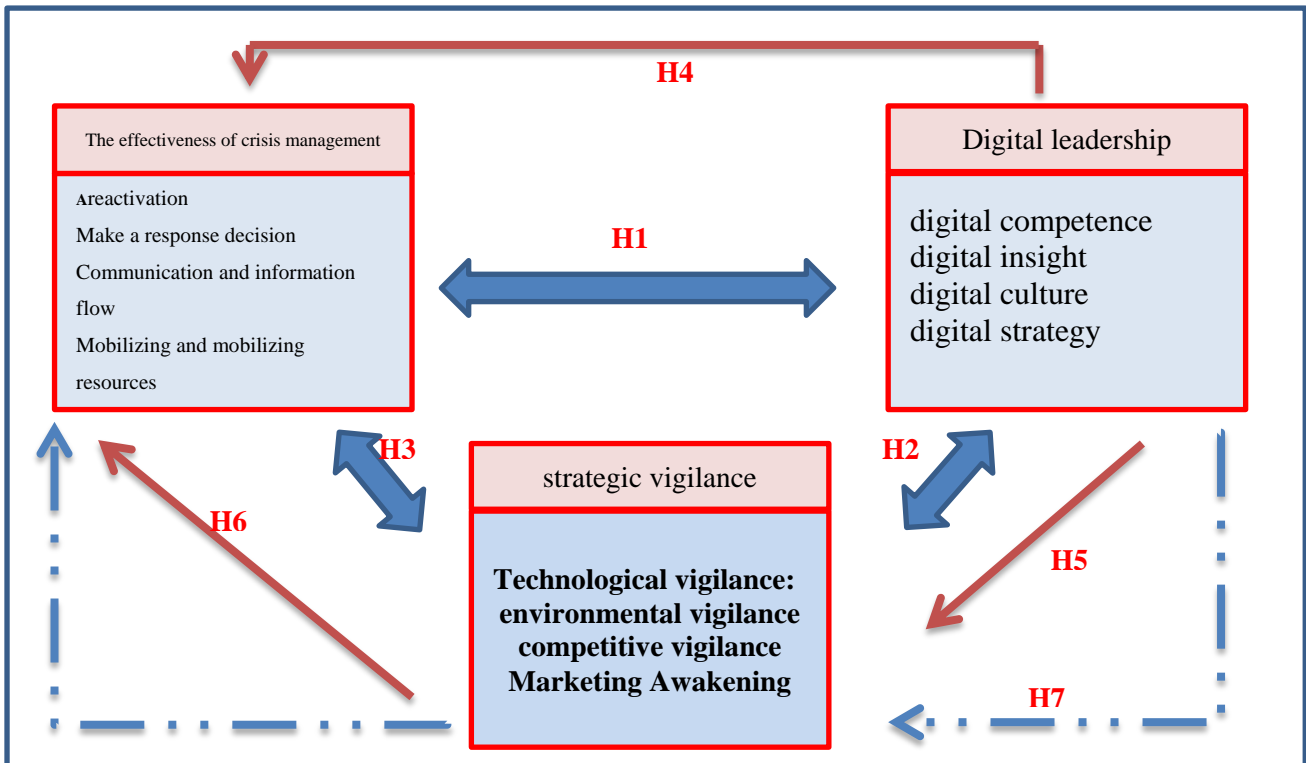 H4
The effectiveness of crisis management
Areactivation
Make a response decision
Communication and information
flow
Mobilizing and mobilizing
resources
H1
Digital leadership
digital competence
digital insight
digital culture
digital strategy
H3
H2
strategic vigilance
Technological vigilance:
environmental vigilance
competitive vigilance
Marketing Awakening
H6
H5
H7